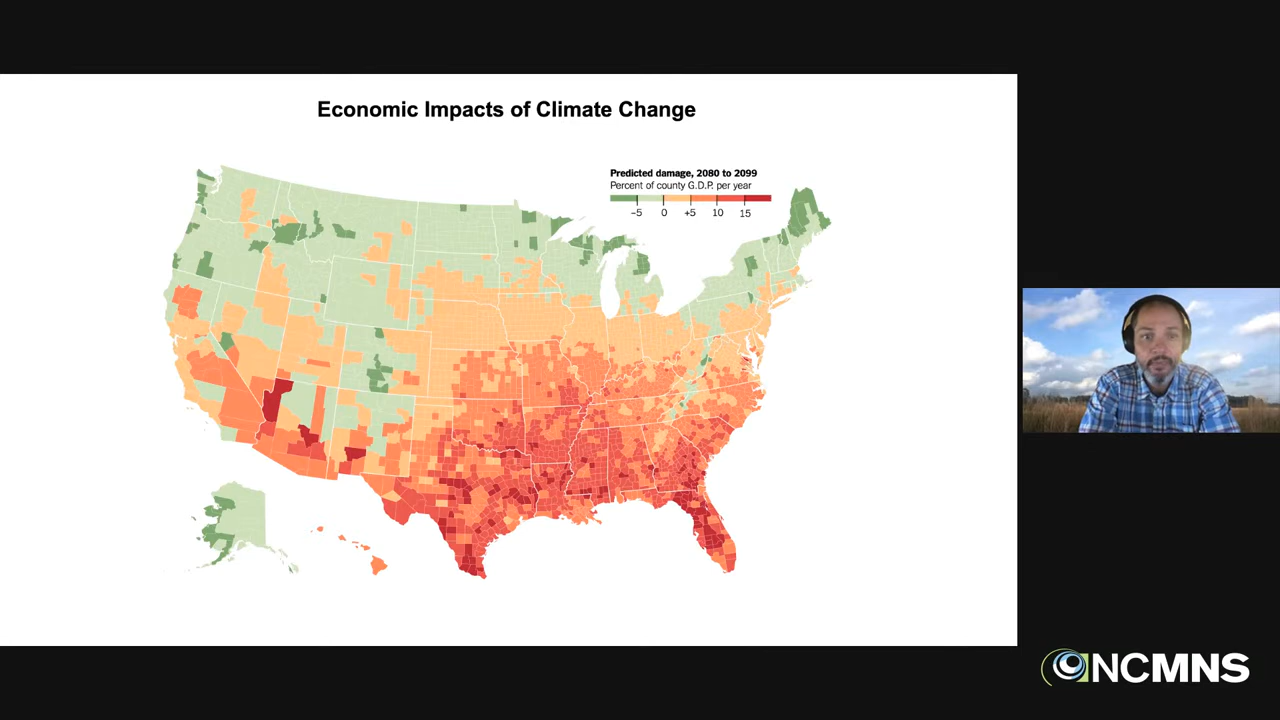 Economic Impacts of Climate Change
Predicted damage, 2080 to 2099
Percent of county G.D.P. per year
−5 0 +5 10 15
NCMNS